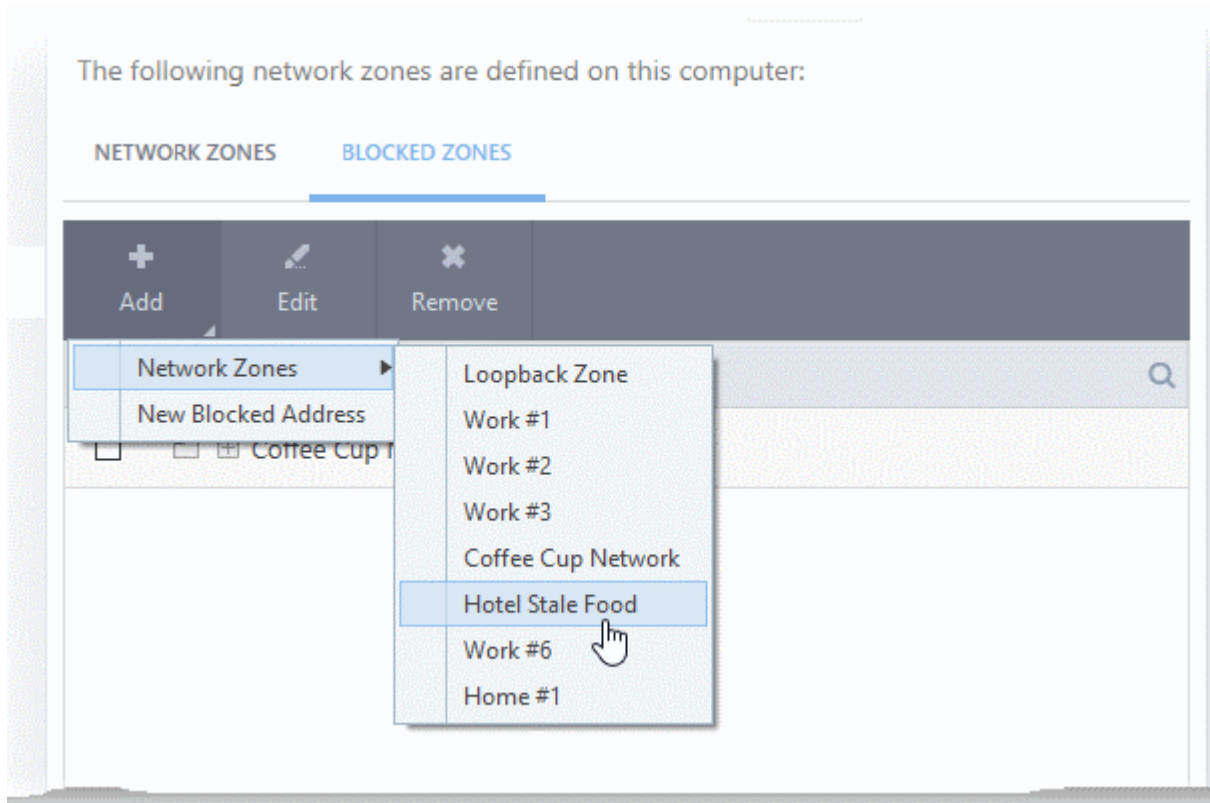 The following network zones are defined on this computer:
NETWORK ZONES BLOCKED ZONES
Add Edit Remove
Network Zones
New Blocked Address
Coffee Cup
Loopback Zone
Work #1
Work #2
Work #3
Coffee Cup Network
Hotel Stale Food
Work #6
Home #1